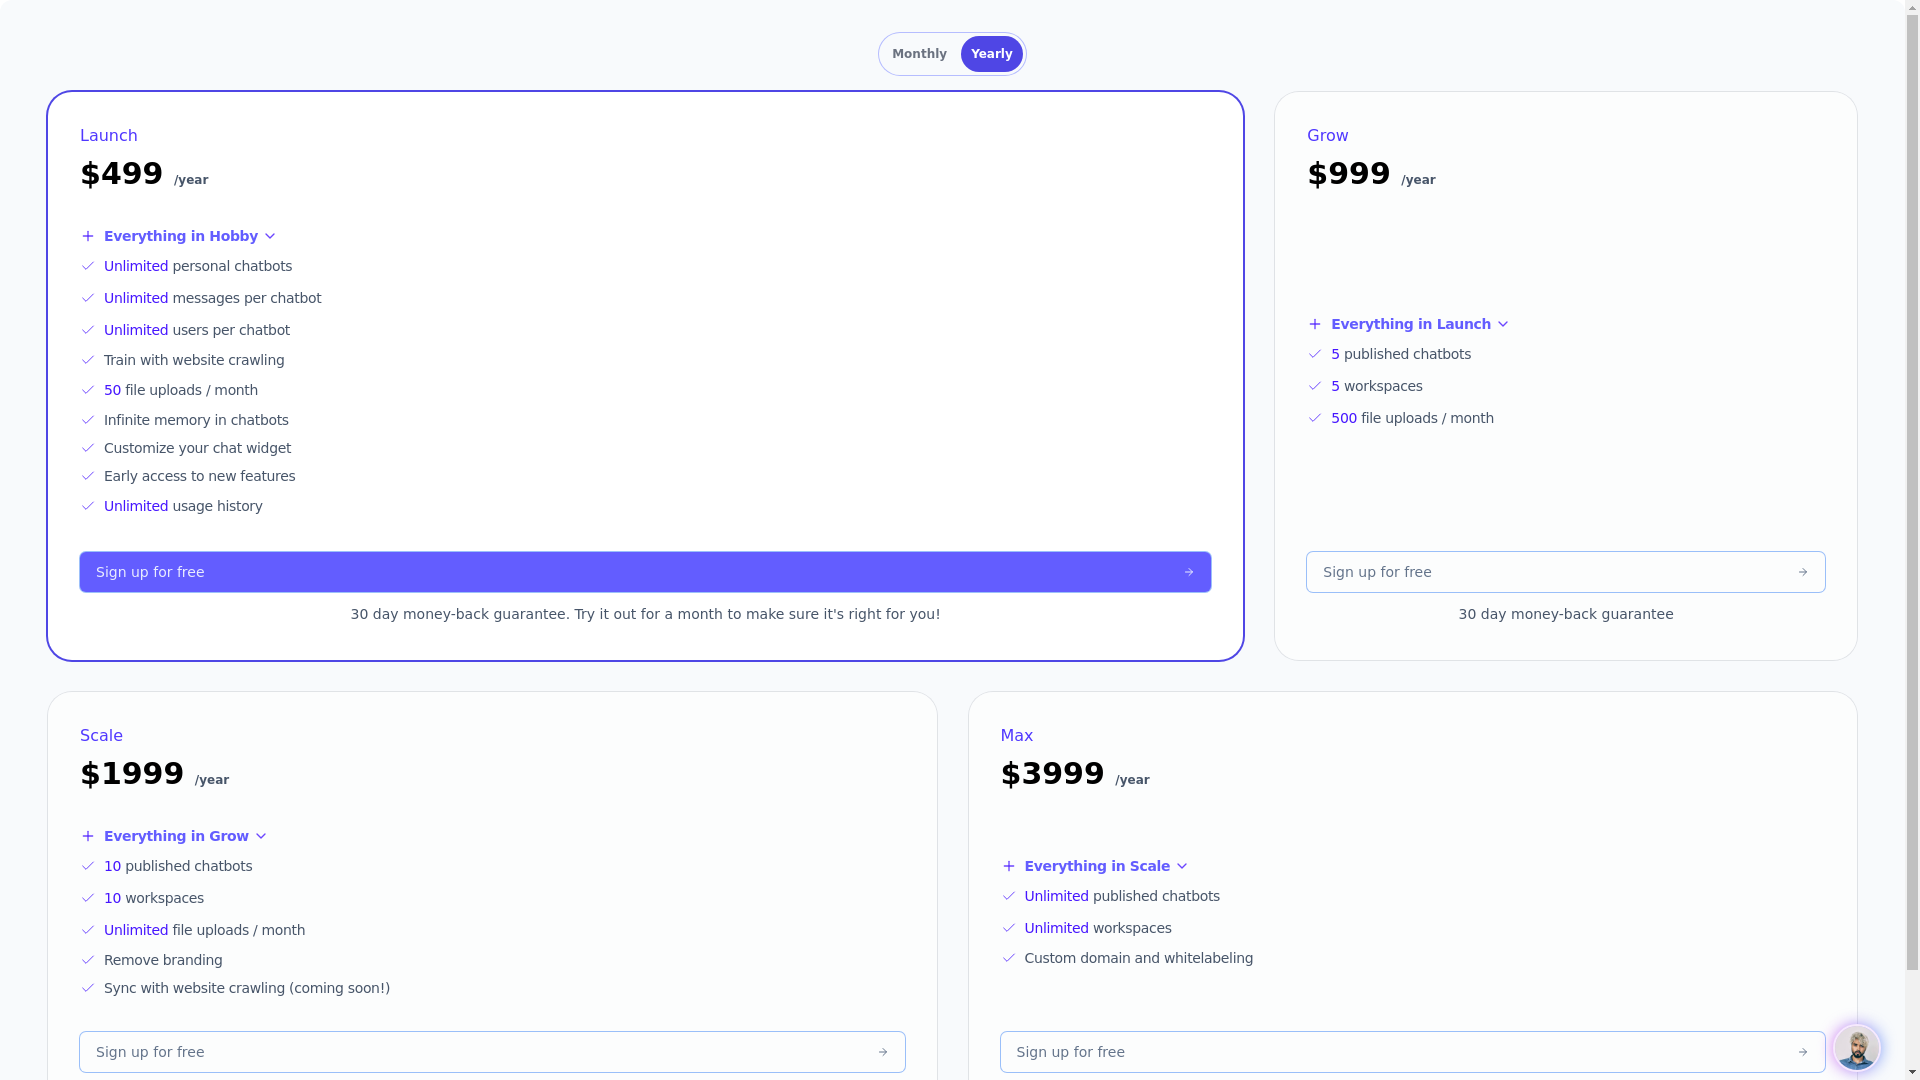 Monthly
Yearly
Launch
$499 /year
Everything in Hobby
Unlimited personal chatbots
Unlimited messages per chatbot
Unlimited users per chatbot
Train with website crawling
50 file uploads / month
Infinite memory in chatbots
Customize your chat widget
Early access to new features
Unlimited usage history
Sign up for free
30 day money-back guarantee. Try it out for a month to make sure it's right for you!
Grow
$999 /year
Everything in Launch
5 published chatbots
5 workspaces
500 file uploads / month
Sign up for free
30 day money-back guarantee
Scale
$1999 /year
Everything in Grow
10 published chatbots
10 workspaces
Unlimited file uploads / month
Remove branding
Sync with website crawling (coming soon!)
Sign up for free
Max
$3999 /year
Everything in Scale
Unlimited published chatbots
Unlimited workspaces
Custom domain and whitelabeling
Sign up for free